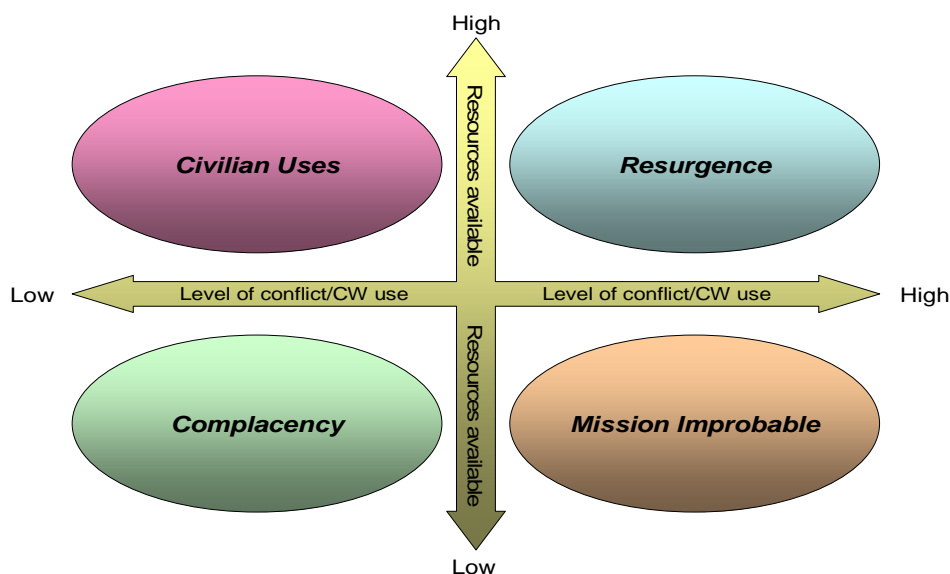 High
Resources available
Civilian Uses
Resurgence
Low
Level of conflict/CW use
Level of conflict/CW use
High
Resources available
Complacency
Mission Improbable
Low